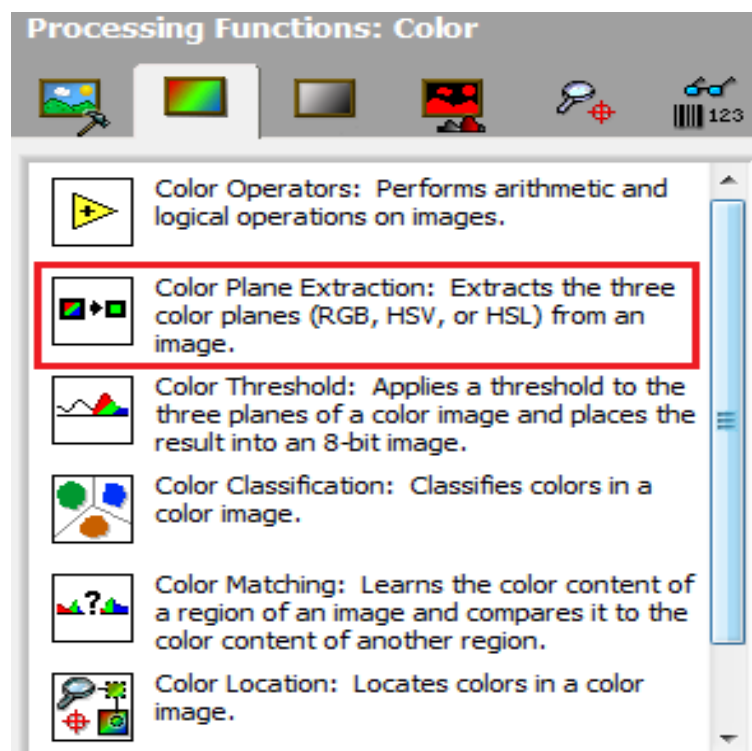 Processing Functions: Color
123
Color Operators: Performs arithmetic and
logical operations on images.
Color Plane Extraction: Extracts the three
color planes (RGB, HSV, or HSL) from an
image.
Color Threshold: Applies a threshold to the
three planes of a color image and places the
result into an 8-bit image.
Color Classification: Classifies colors in a
color image.
?
Color Matching: Learns the color content of
a region of an image and compares it to the
color content of another region.
Color Location: Locates colors in a color
image.